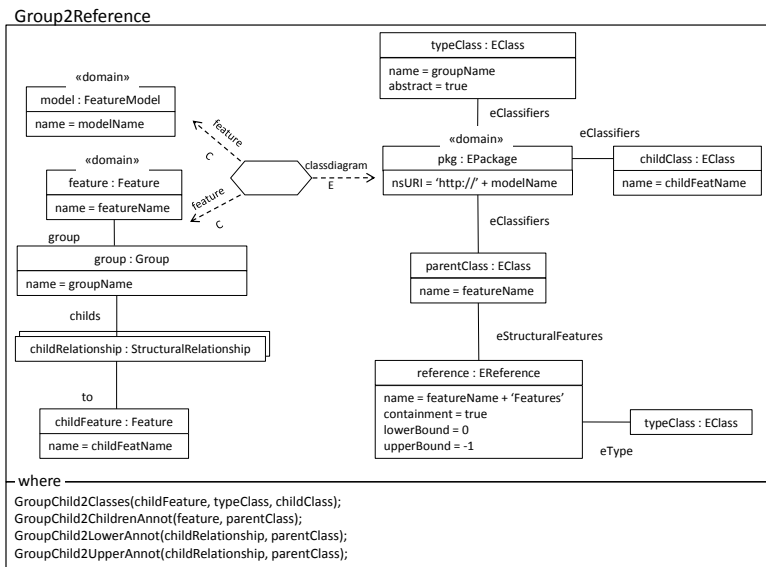 Group2Reference
typeClass : EClass
name = groupName
abstract = true
«domain»
model : FeatureModel
name = modelName
feature
C
eClassifiers
«domain»
pkg : EPackage
nsURI = ‘http://’ + modelName
eClassifiers
childClass : EClass
name = childFeatName
classdiagram
E
«domain»
feature : Feature
name = featureName
feature
C
group
group : Group
name = groupName
eClassifiers
parentClass : EClass
name = featureName
childs
childRelationship : StructuralRelationship
eStructuralFeatures
to
childFeature : Feature
name = childFeatName
reference : EReference
name = featureName + ‘Features’
containment = true
lowerBound = 0
upperBound = -1
typeClass : EClass
eType
where
GroupChild2Classes(childFeature, typeClass, childClass);
GroupChild2ChildrenAnnot(feature, parentClass);
GroupChild2LowerAnnot(childRelationship, parentClass);
GroupChild2UpperAnnot(childRelationship, parentClass);